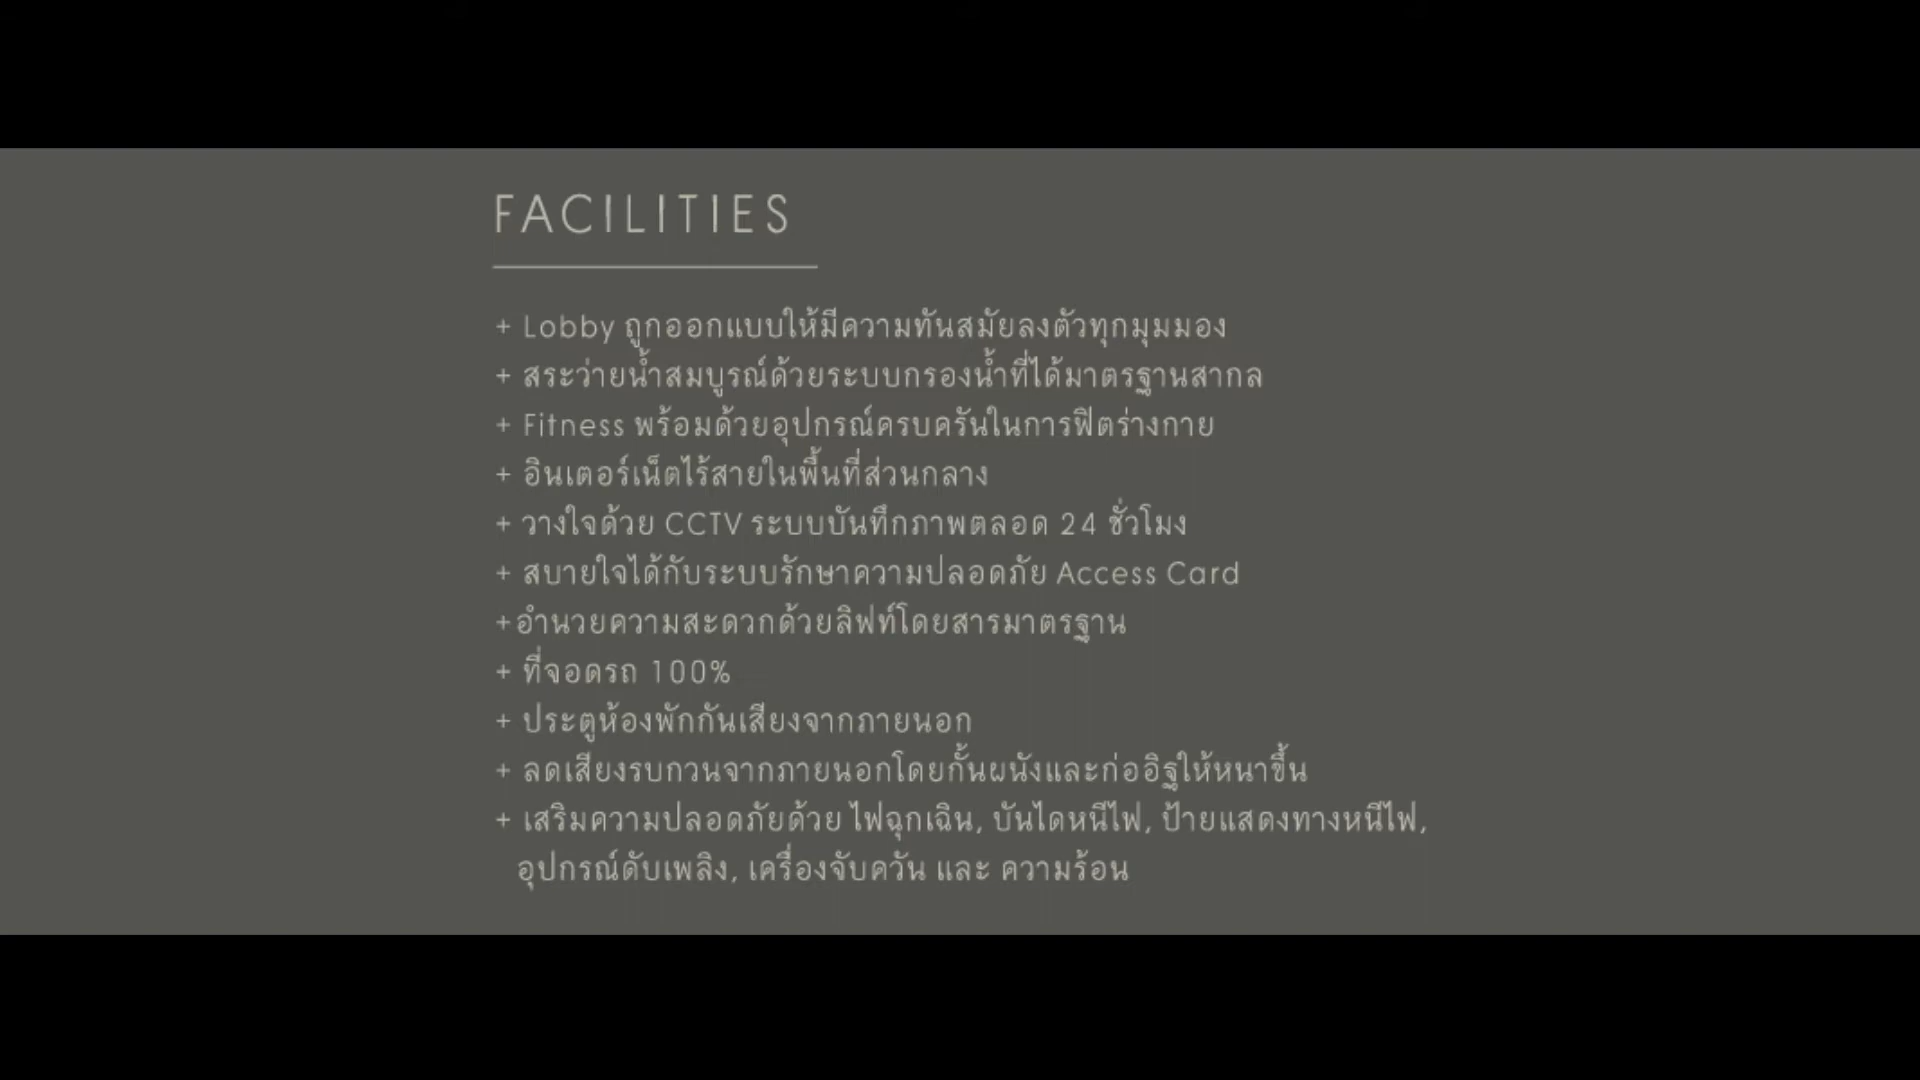 FACILITIES
+ Lobby ถูกออกแบบให้มีความทันสมัยลงตัวทุกมุมมอง
+ สระว่ายน้ำสมบูรณ์ด้วยระบบกรองน้ำที่ได้มาตรฐานสากล
+ Fitness พร้อมด้วยอุปกรณ์ครบครันในการฟิตร่างกาย
+ อินเตอร์เน็ตไร้สายในพื้นที่ส่วนกลาง
+ วางใจด้วย CCTV ระบบบันทึกภาพตลอด 24 ชั่วโมง
+ สบายใจได้กับระบบรักษาความปลอดภัย Access Card
+อำนวยความสะดวกด้วยลิฟท์โดยสารมาตรฐาน
+ ที่จอดรถ 100%
+ ประตูห้องพักกันเสียงจากภายนอก
+ ลดเสียงรบกวนจากภายนอกโดยกั้นผนังและก่ออิฐให้หนาขึ้น
+ เสริมความปลอดภัยด้วย ไฟฉุกเฉิน, บันไดหนีไฟ, ป้ายแสดงทางหนีไฟ,
อุปกรณ์ดับเพลิง, เครื่องจับควัน และ ความร้อน